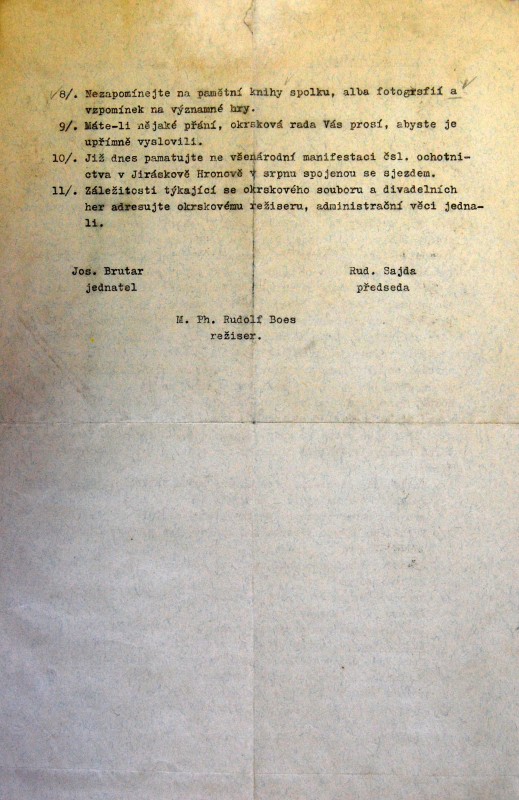 8/. Nezapomínejte na pamětní knihy spolku, alba fotografií a
vzpomínek na významné hry.
9/. Máte-li nějaké přání, okrsková rada Vás prosí, abyste je
upřímně vyslovili.
10/. Již dnes pamatujte ne všenárodní manifestaci čsl. ochotni-
ctva v Jiráskově Hronově v srpnu spojenou se sjezdem.
11/. Záležitosti týkající se okrskového souboru a divadelních
her adresujte okrskovému režiseru, administrační věci jedna-
li.
Jos. Brutar Rud. Sajda
jednatel předseda
M. Ph. Rudolf Boes
režiser.